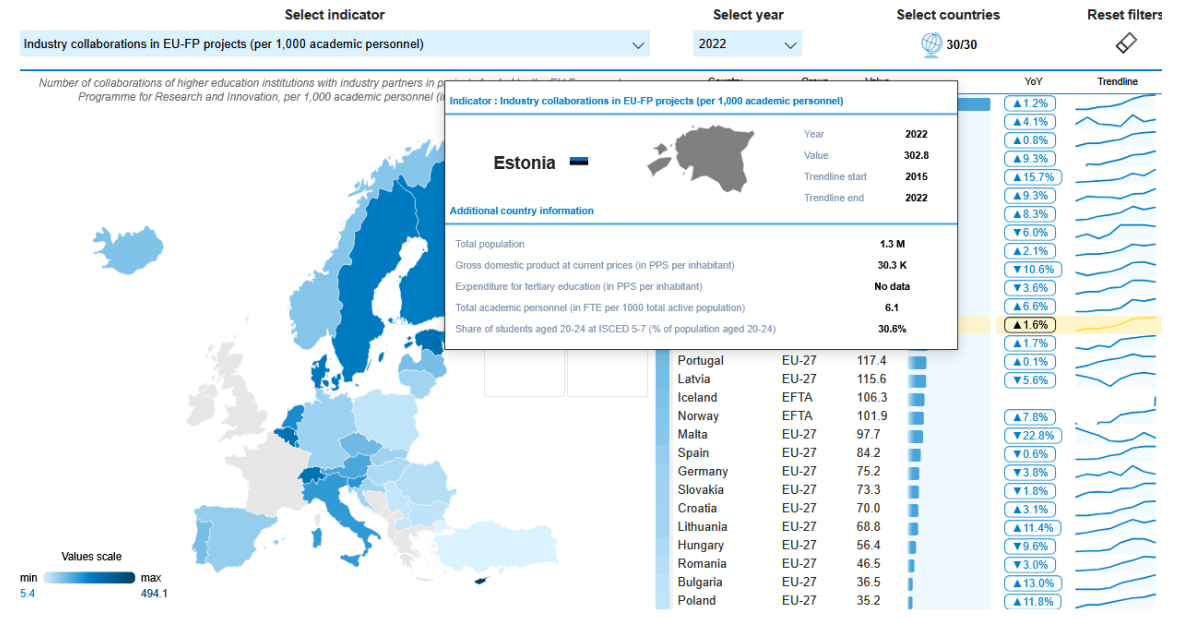 Select indicator
Select year
Select countries
Reset filters
Industry collaborations in EU-FP projects (per 1,000 academic personnel)
2022
30/30
Number of collaborations of higher education institutions with industry partners in
Programme for Research and Innovation, per 1,000 academic personnel
YoY
Trendline
Indicator : Industry collaborations in EU-FP projects (per 1,000 academic personnel)
Estonia
Year 2022
Value 302.8
Trendline start 2015
Trendline end 2022
Additional country information
Total population 1.3 M
Gross domestic product at current prices (in PPS per inhabitant) 30.3 K
Expenditure for tertiary education (in PPS per inhabitant) No data
Total academic personnel (in FTE per 1000 total active population) 6.1
Share of students aged 20-24 at ISCED 5-7 (% of population aged 20-24) 30.6%
▲1.2%
▲4.1%
▲0.8%
▲9.3%
▲15.7%
▲9.3%
▲8.3%
▼6.0%
▲2.1%
▼10.6%
▼3.6%
▲6.6%
▲1.6%
▲1.7%
Portugal EU-27 117.4 ▲0.1%
Latvia EU-27 115.6 ▼5.6%
Iceland EFTA 106.3
Norway EFTA 101.9 ▲7.8%
Malta EU-27 97.7 ▼22.8%
Spain EU-27 84.2 ▼0.6%
Germany EU-27 75.2 ▼3.8%
Slovakia EU-27 73.3 ▼1.8%
Croatia EU-27 70.0 ▲3.1%
Lithuania EU-27 68.8 ▲11.4%
Hungary EU-27 56.4 ▼9.6%
Romania EU-27 46.5 ▼3.0%
Bulgaria EU-27 36.5 ▲13.0%
Poland EU-27 35.2 ▲11.8%
Values scale
min max
5.4 494.1